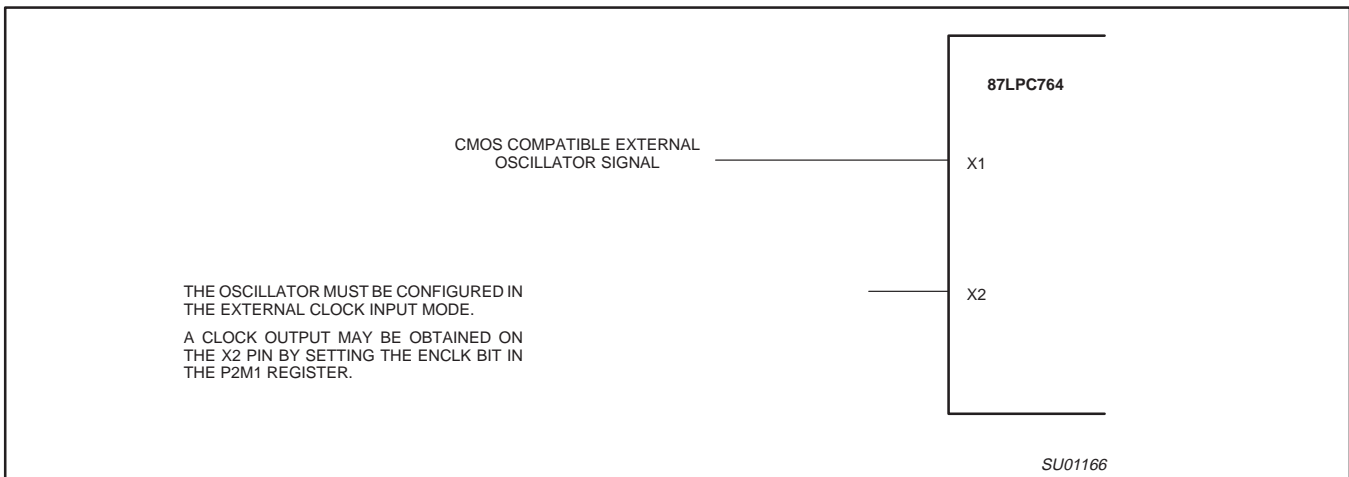 87LPC764
CMOS COMPATIBLE EXTERNAL
OSCILLATOR SIGNAL
X1
THE OSCILLATOR MUST BE CONFIGURED IN
THE EXTERNAL CLOCK INPUT MODE.
X2
A CLOCK OUTPUT MAY BE OBTAINED ON
THE X2 PIN BY SETTING THE ENCLK BIT IN
THE P2M1 REGISTER.
SU01166